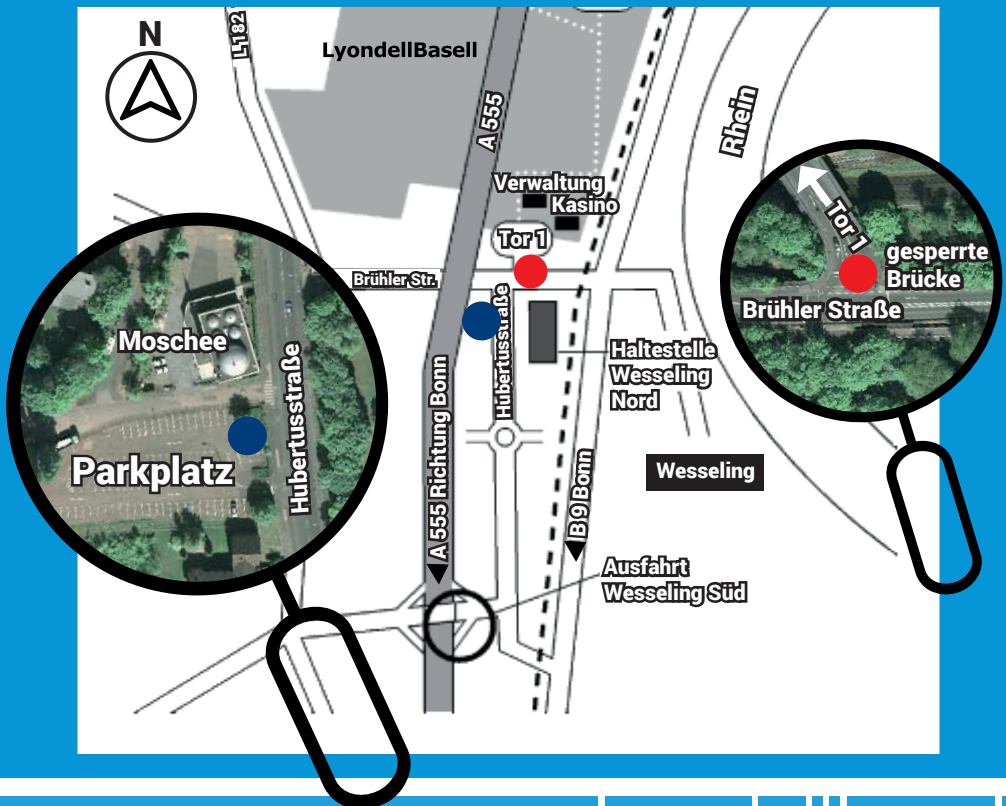 N
L182
LyondellBasell
A 555
Rhein
Verwaltung
Kasino
Tor 1
Brühler Str.
Hubertusstraße
Tor 1
gesperrte
Brücke
Brühler Straße
Moschee
Hubertusstraße
Parkplatz
Haltestelle
Wesseling
Nord
A 555 Richtung Bonn
B 9 Bonn
Wesseling
Ausfahrt
Wesseling Süd